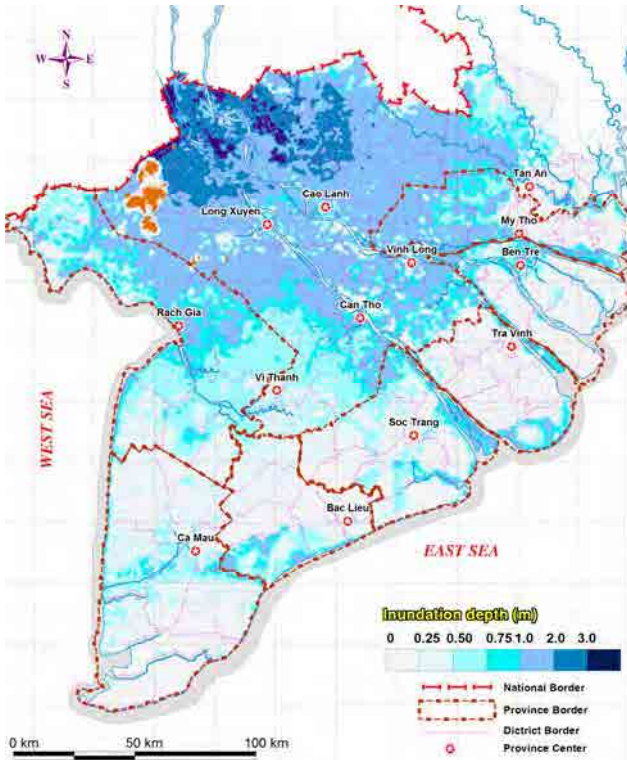 N
W E
S
Tan An
Cao Lanh
My Tho
Long Xuyen
Vinh Long
Ben Tre
Can Tho
Rach Gia
Tra Vinh
Vi Thanh
WEST SEA
Soc Trang
Bac Lieu
Ca Mau
EAST SEA
Inundation depth (m)
0 0.25 0.50 0.75 1.0 2.0 3.0
National Border
Province Border
Dictrict Border
Province Center
0 km 50 km 100 km